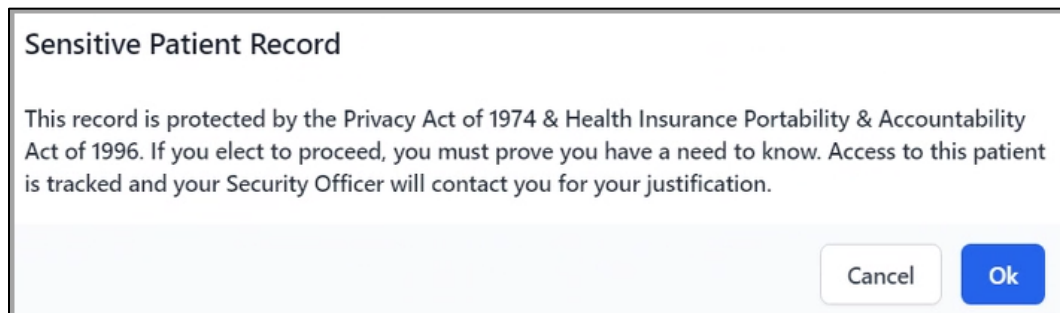 Sensitive Patient Record
This record is protected by the Privacy Act of 1974 & Health Insurance Portability & Accountability
Act of 1996. If you elect to proceed, you must prove you have a need to know. Access to this patient
is tracked and your Security Officer will contact you for your justification.
Cancel Ok